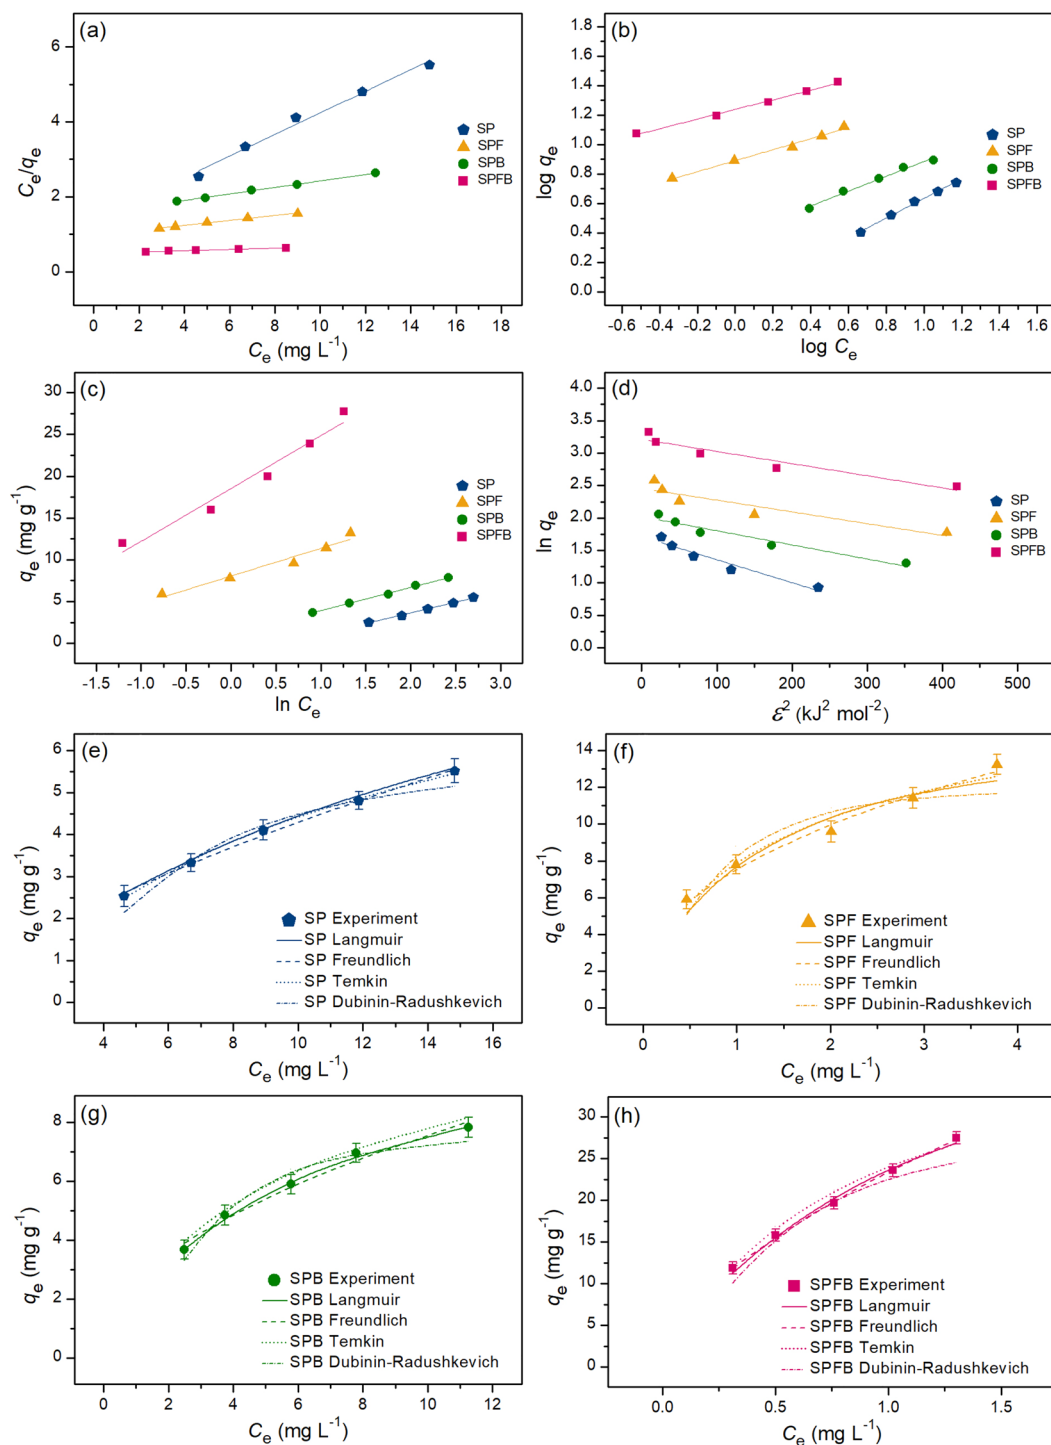 (a)
6
4
2
0
Cₑ/qₑ
SP
SPF
SPB
SPFB
0 2 4 6 8 10 12 14 16 18
Cₑ (mg L⁻¹)
(b)
1.8
1.6
1.4
1.2
1.0
0.8
0.6
0.4
0.2
0.0
log qₑ
SP
SPF
SPB
SPFB
-0.6 -0.4 -0.2 0.0 0.2 0.4 0.6 0.8 1.0 1.2 1.4 1.6
log Cₑ
(c)
30
25
20
15
10
5
0
qₑ (mg g⁻¹)
SP
SPF
SPB
SPFB
-1.5 -1.0 -0.5 0.0 0.5 1.0 1.5 2.0 2.5 3.0
ln Cₑ
(d)
4.0
3.5
3.0
2.5
2.0
1.5
1.0
0.5
0.0
ln qₑ
SP
SPF
SPB
SPFB
0 100 200 300 400 500
ℰ² (kJ² mol⁻²)
(e)
6
5
4
3
2
1
0
qₑ (mg g⁻¹)
SP Experiment
SP Langmuir
SP Freundlich
SP Temkin
SP Dubinin-Radushkevich
4 6 8 10 12 14 16
Cₑ (mg L⁻¹)
(f)
14
12
10
8
6
4
2
0
qₑ (mg g⁻¹)
SPF Experiment
SPF Langmuir
SPF Freundlich
SPF Temkin
SPF Dubinin-Radushkevich
0 1 2 3 4
Cₑ (mg L⁻¹)
(g)
8
6
4
2
0
qₑ (mg g⁻¹)
SPB Experiment
SPB Langmuir
SPB Freundlich
SPB Temkin
SPB Dubinin-Radushkevich
0 2 4 6 8 10 12
Cₑ (mg L⁻¹)
(h)
30
25
20
15
10
5
0
qₑ (mg g⁻¹)
SPFB Experiment
SPFB Langmuir
SPFB Freundlich
SPFB Temkin
SPFB Dubinin-Radushkevich
0.0 0.5 1.0 1.5
Cₑ (mg L⁻¹)